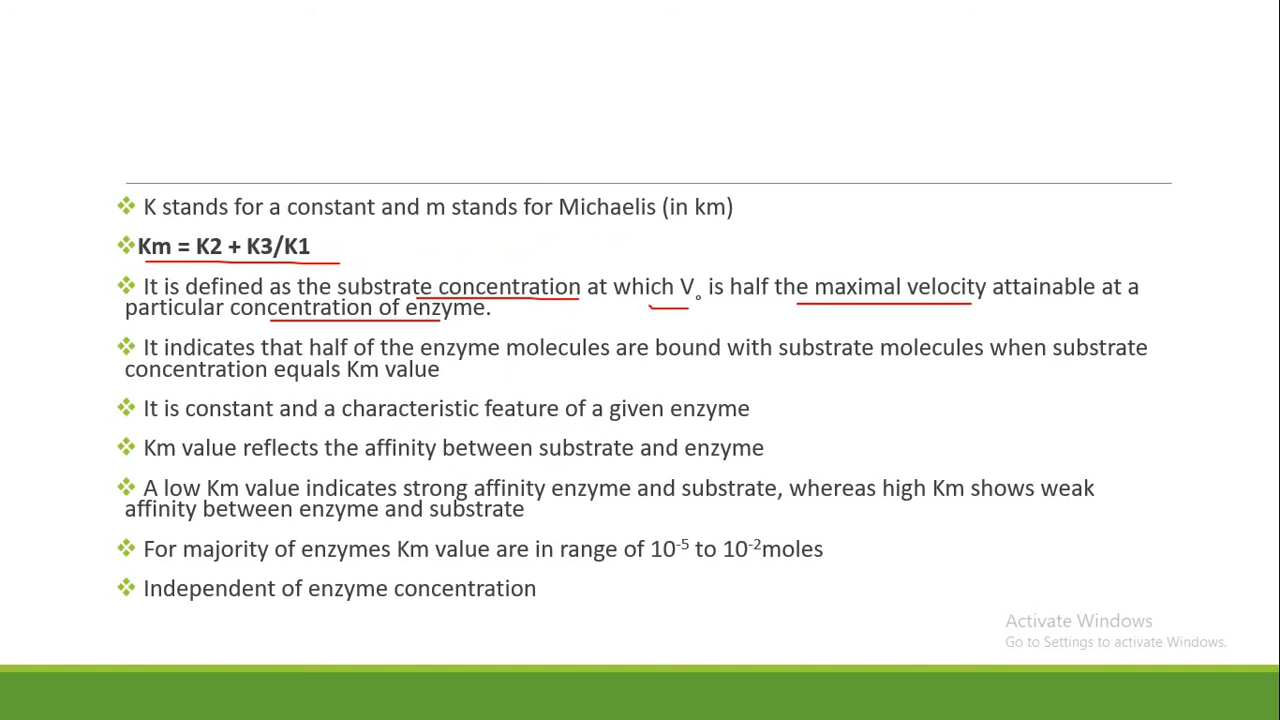 K stands for a constant and m stands for Michaelis (in km)
Km = K2 + K3/K1
It is defined as the substrate concentration at which V₀ is half the maximal velocity attainable at a
particular concentration of enzyme.
It indicates that half of the enzyme molecules are bound with substrate molecules when substrate
concentration equals Km value
It is constant and a characteristic feature of a given enzyme
Km value reflects the affinity between substrate and enzyme
A low Km value indicates strong affinity enzyme and substrate, whereas high Km shows weak
affinity between enzyme and substrate
For majority of enzymes Km value are in range of 10⁻⁵ to 10⁻²moles
Independent of enzyme concentration
Activate Windows
Go to Settings to activate Windows.